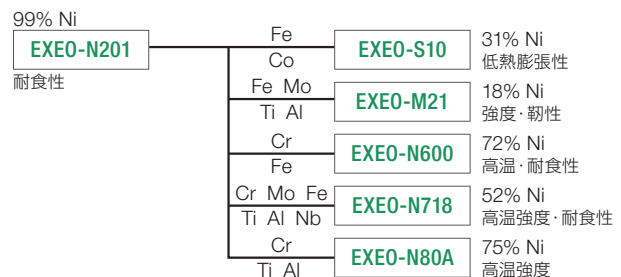 99% Ni
EXEO-N201
耐食性
Fe
Co
EXEO-S10
31% Ni
低熱膨張性
Fe Mo
Ti Al
EXEO-M21
18% Ni
強度・靭性
Cr
Fe
EXEO-N600
72% Ni
高温・耐食性
Cr Mo Fe
Ti Al Nb
EXEO-N718
52% Ni
高温強度・耐食性
Cr
Ti Al
EXEO-N80A
75% Ni
高温強度